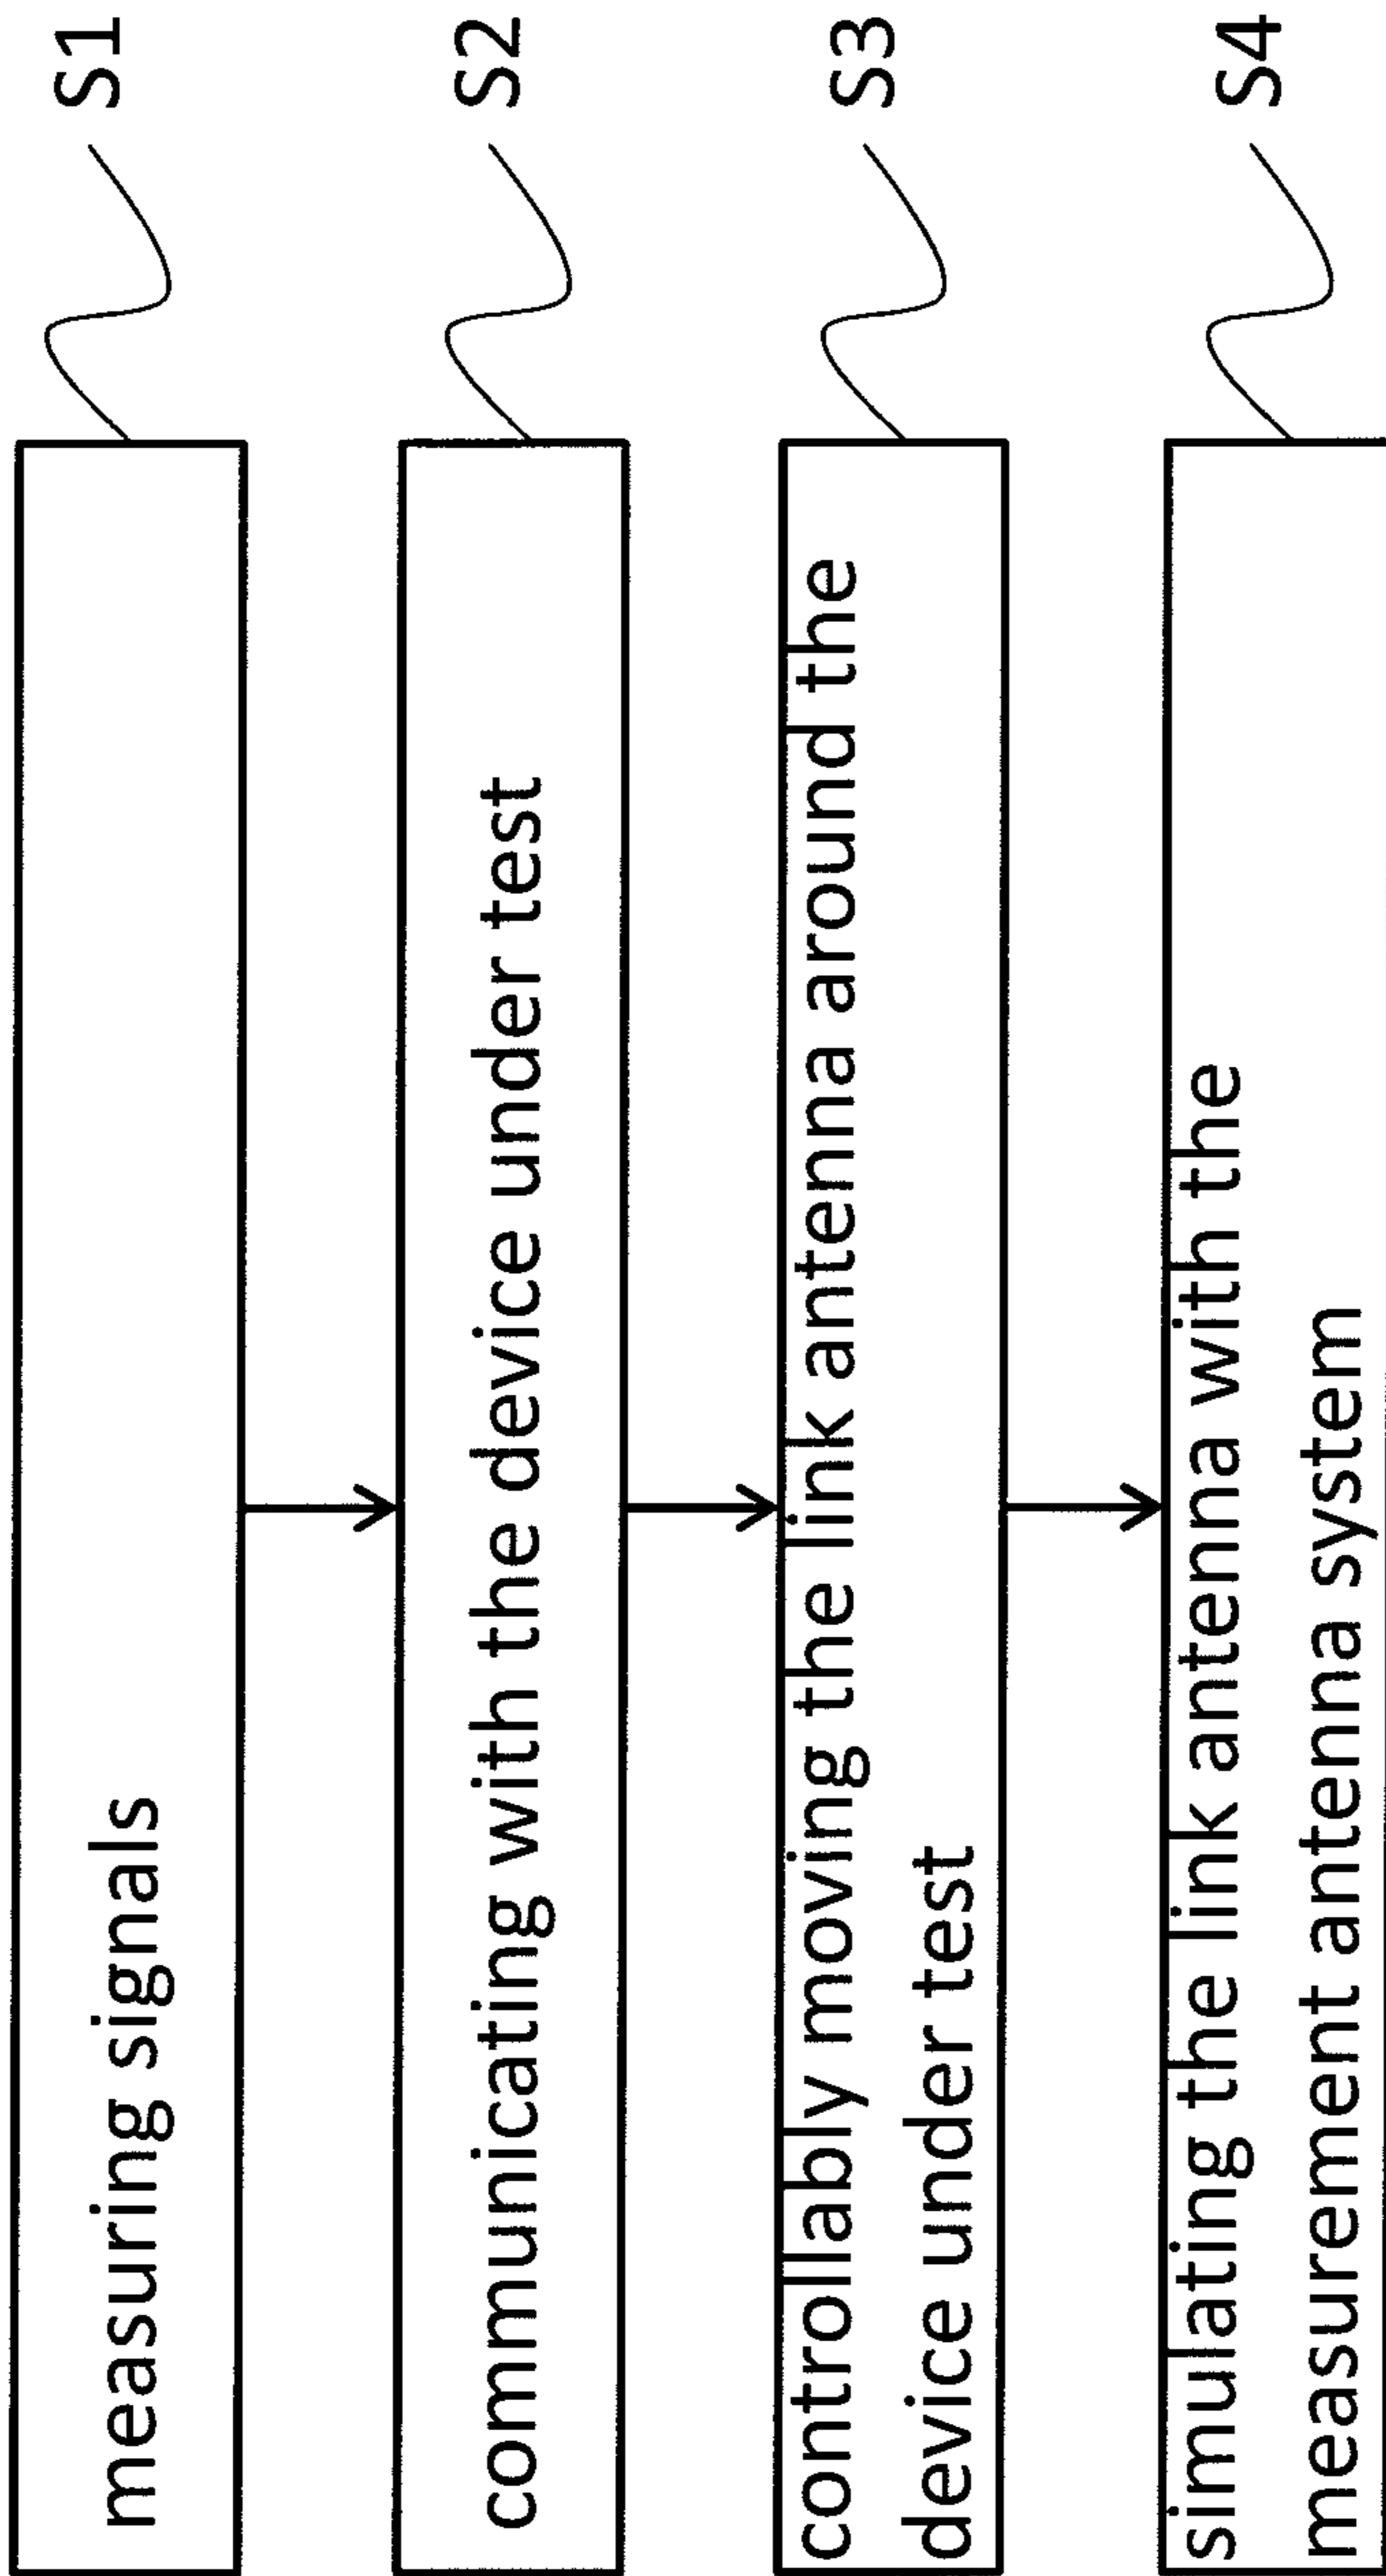 measuring signals
S1
communicating with the device under test
S2
controllably moving the link antenna around the
device under test
S3
simulating the link antenna with the
measurement antenna system
S4